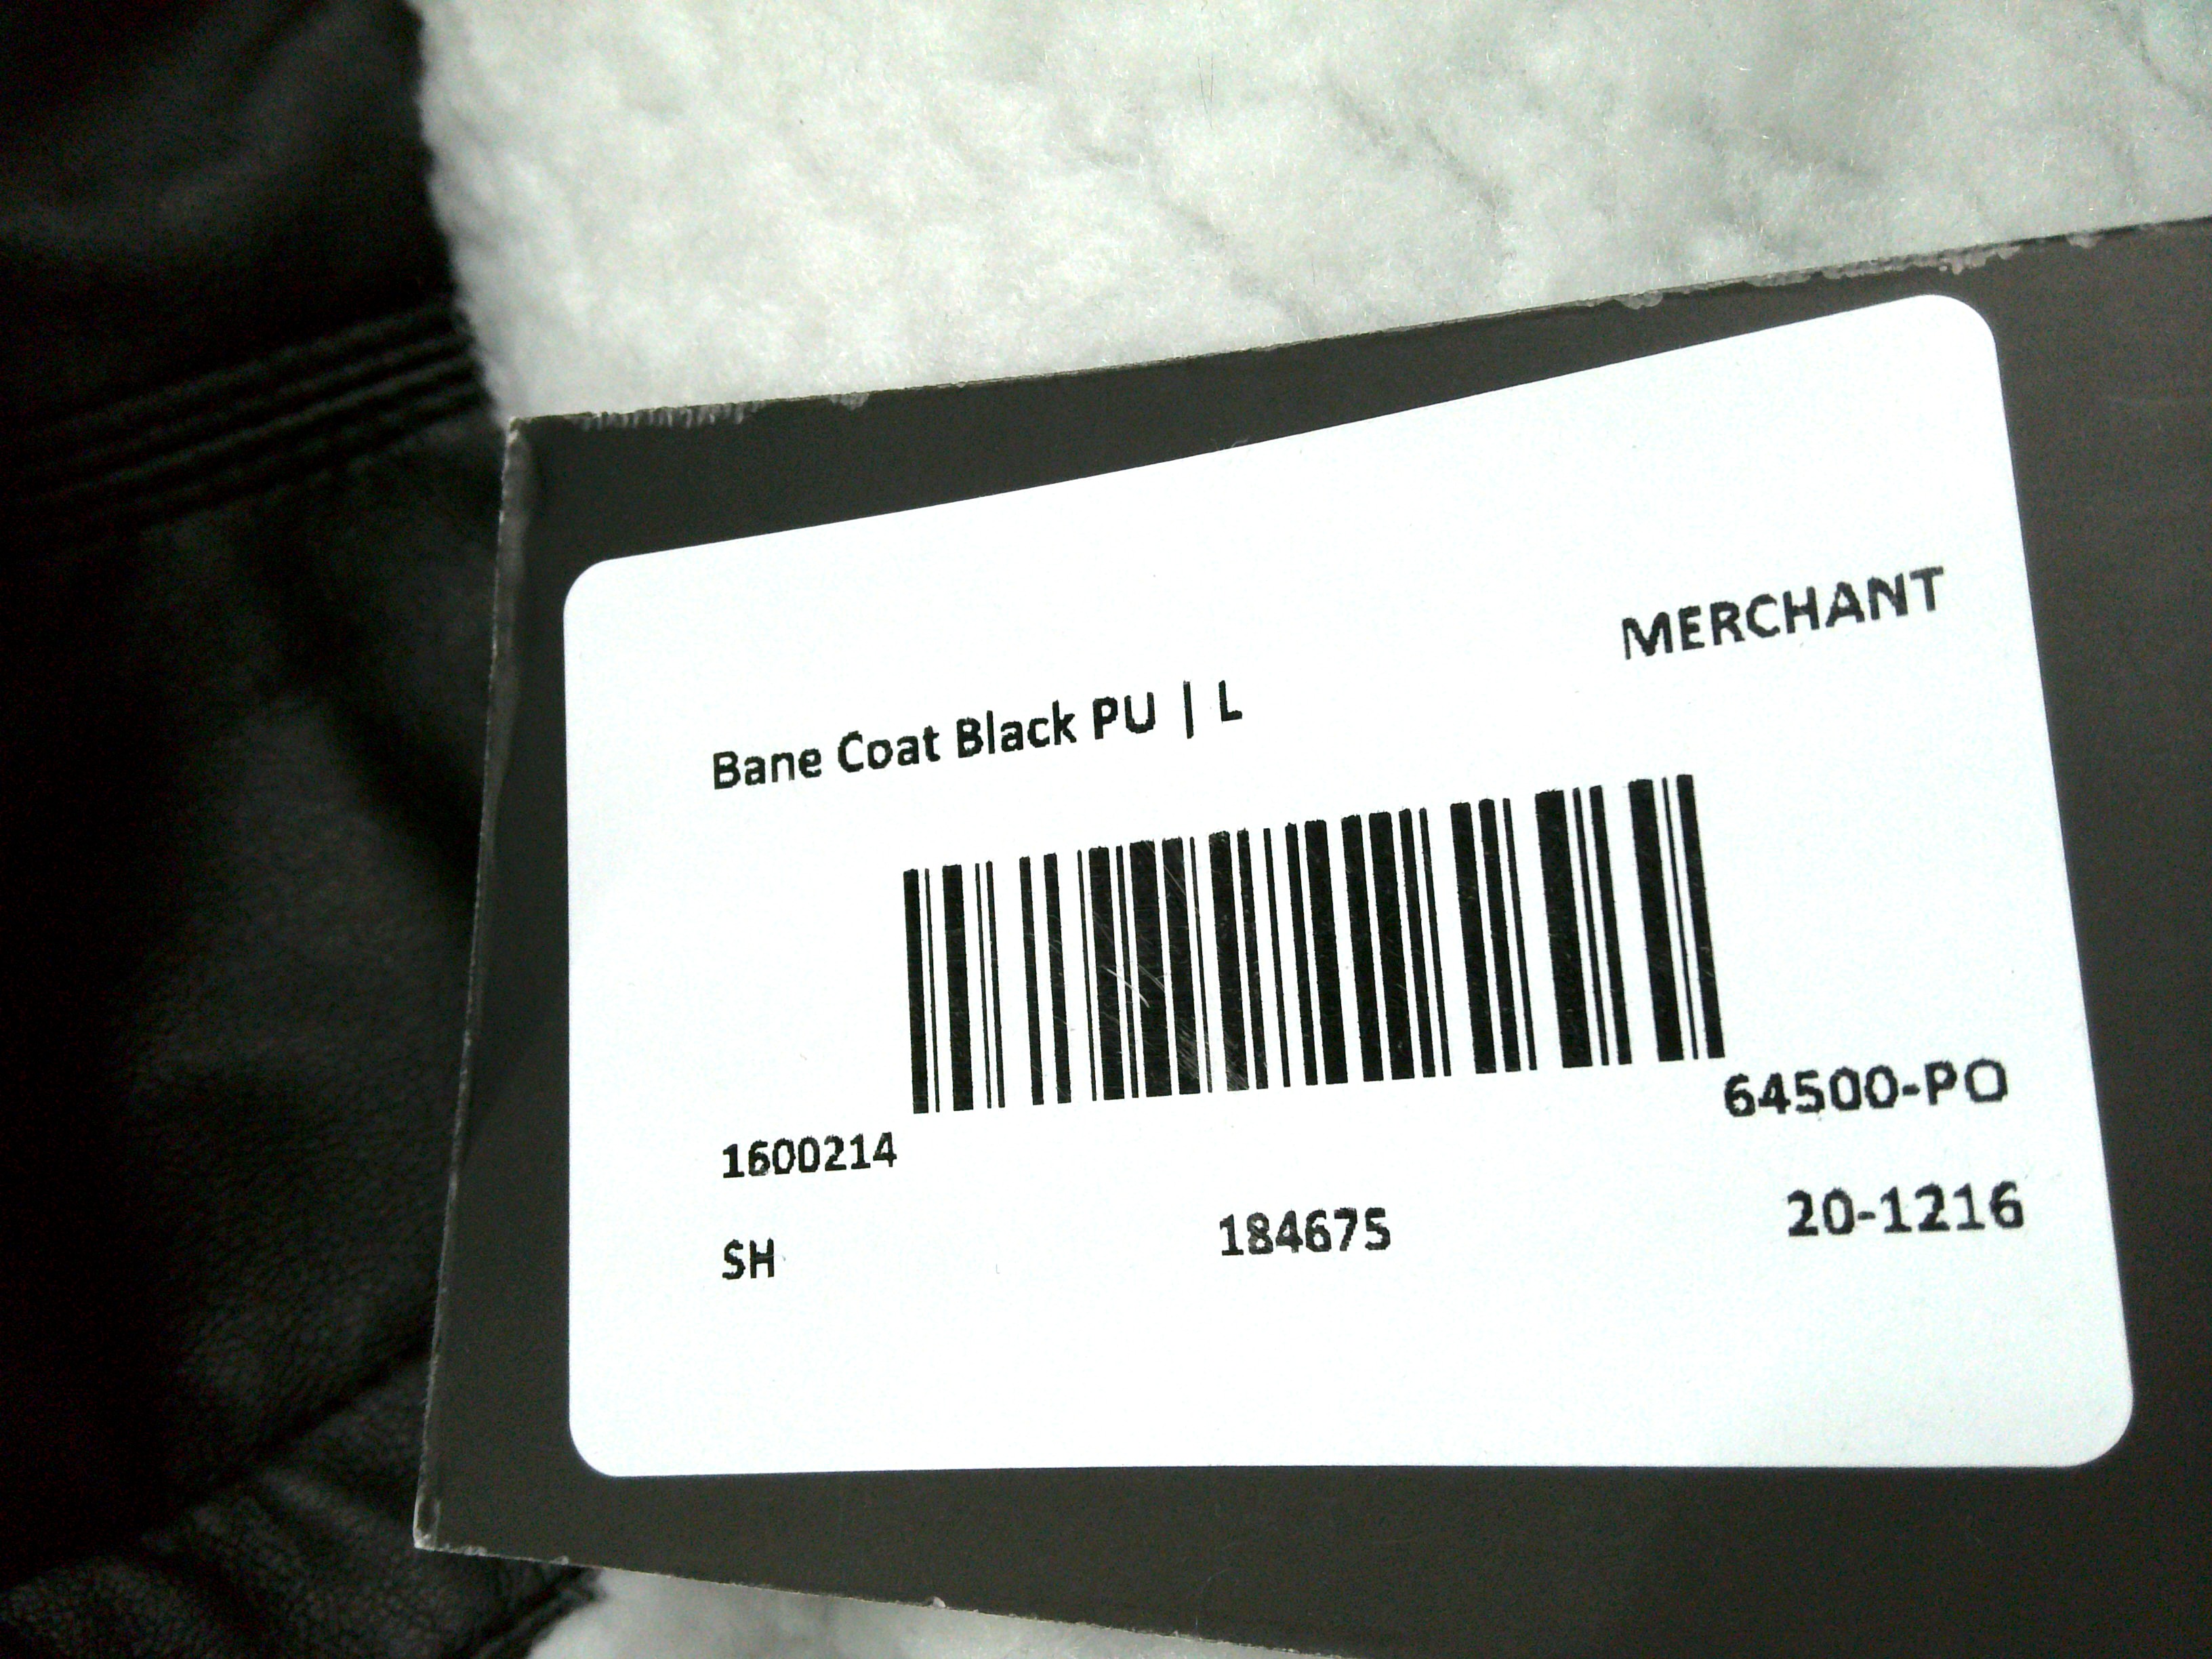 MERCHANT
Bane Coat Black PU | L
1600214 64500-PO
SH 184675 20-1216